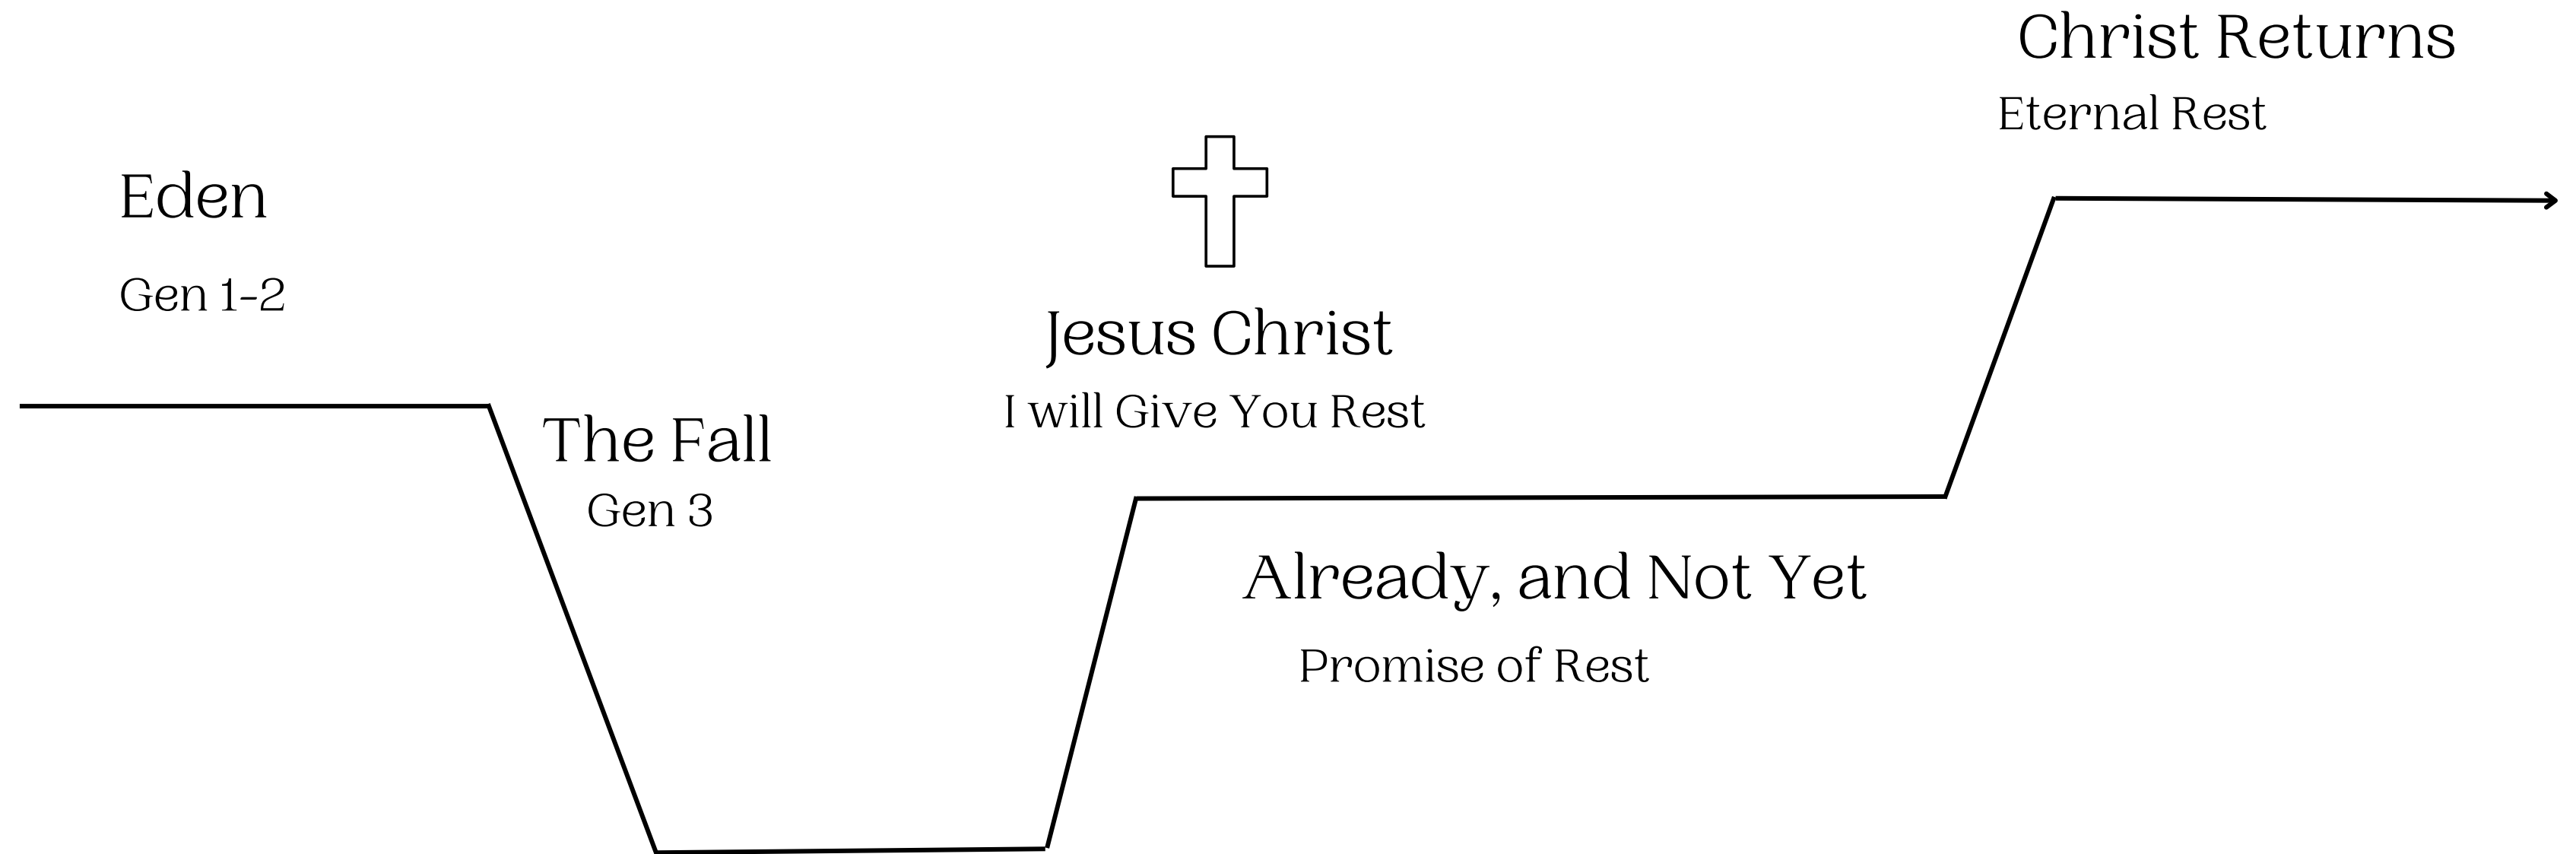 Eden
Gen 1-2
The Fall
Gen 3
Jesus Christ
I will Give You Rest
Already, and Not Yet
Promise of Rest
Christ Returns
Eternal Rest